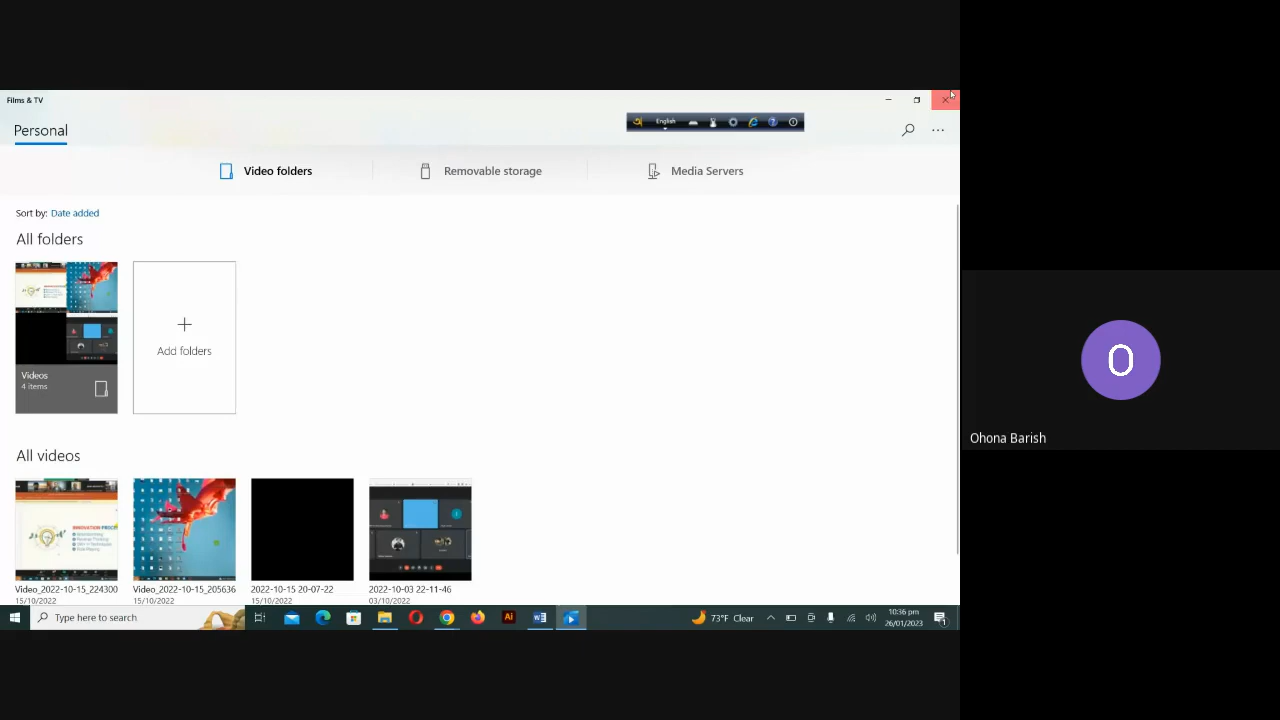 Films & TV
Personal
অ English
Video folders
Removable storage
Media Servers
Sort by: Date added
All folders
Videos
4 items
Add folders
All videos
INNOVATION
Video_2022-10-15_224300
15/10/2022
Video_2022-10-15_205636
15/10/2022
2022-10-15 20-07-22
15/10/2022
2022-10-03 22-11-46
03/10/2022
Type here to search
Ai
W
73°F Clear
10:36 pm
26/01/2023
1
O
Ohona Barish